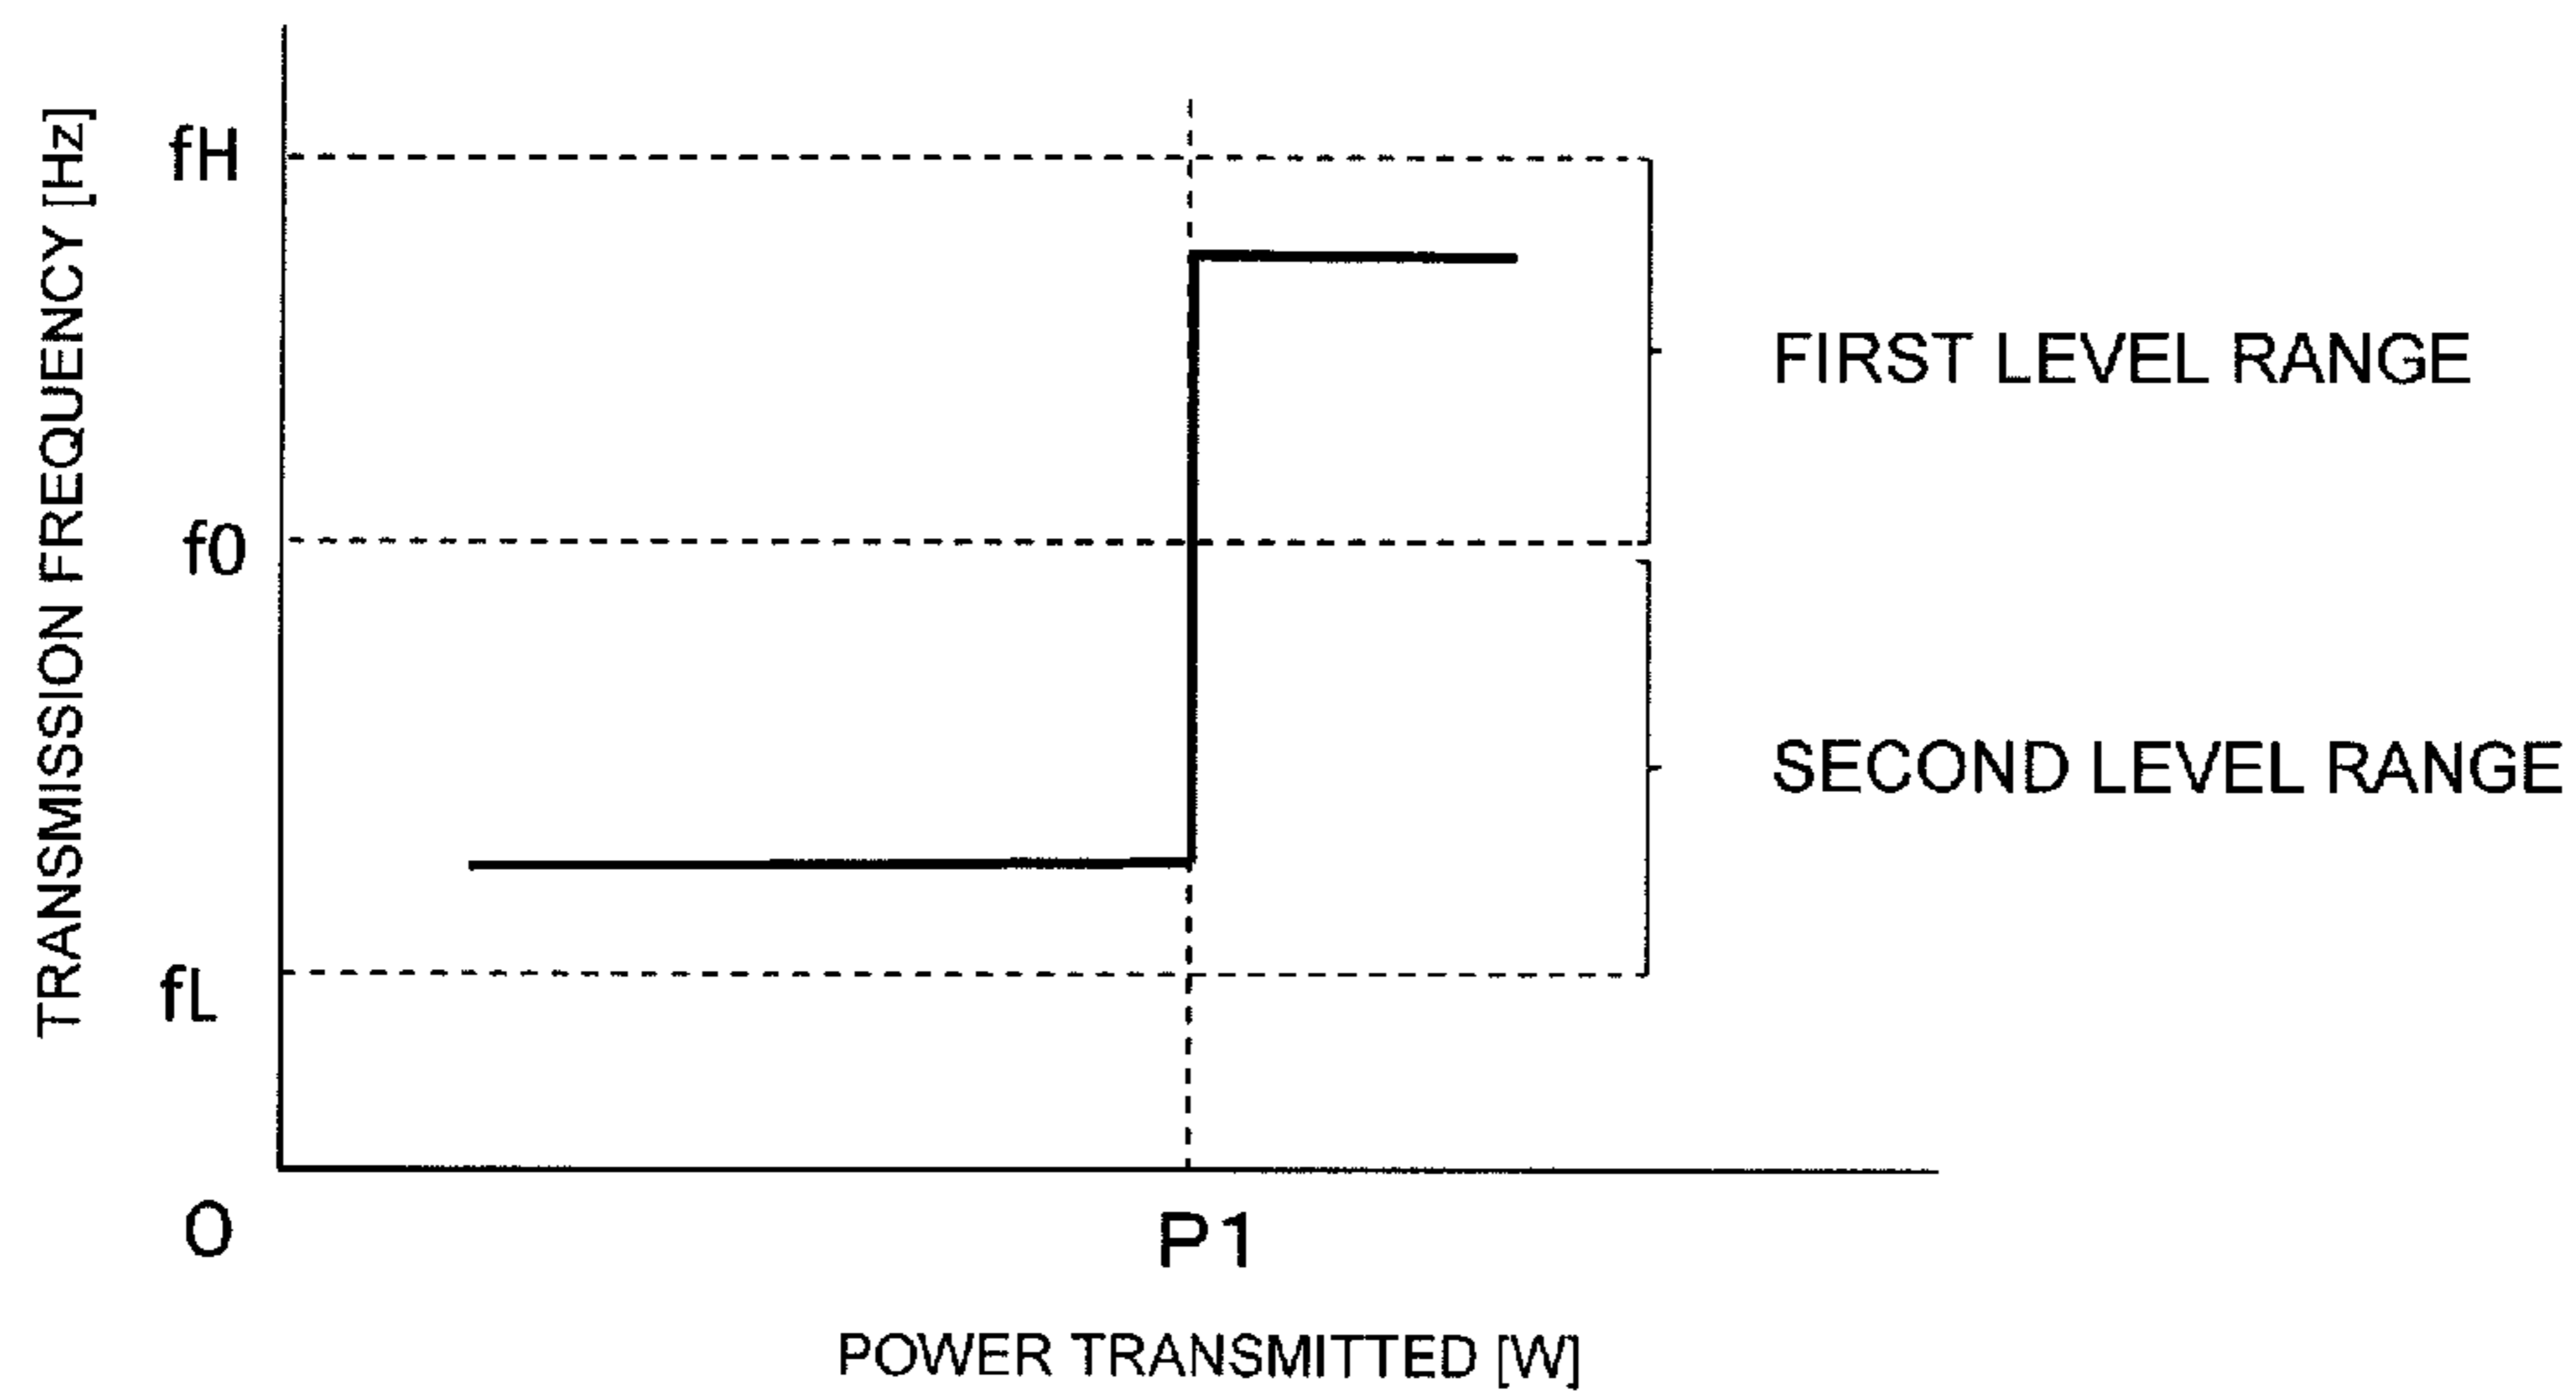 TRANSMISSION FREQUENCY [Hz]
fH
FIRST LEVEL RANGE
f0
SECOND LEVEL RANGE
fL
O
P1
POWER TRANSMITTED [W]